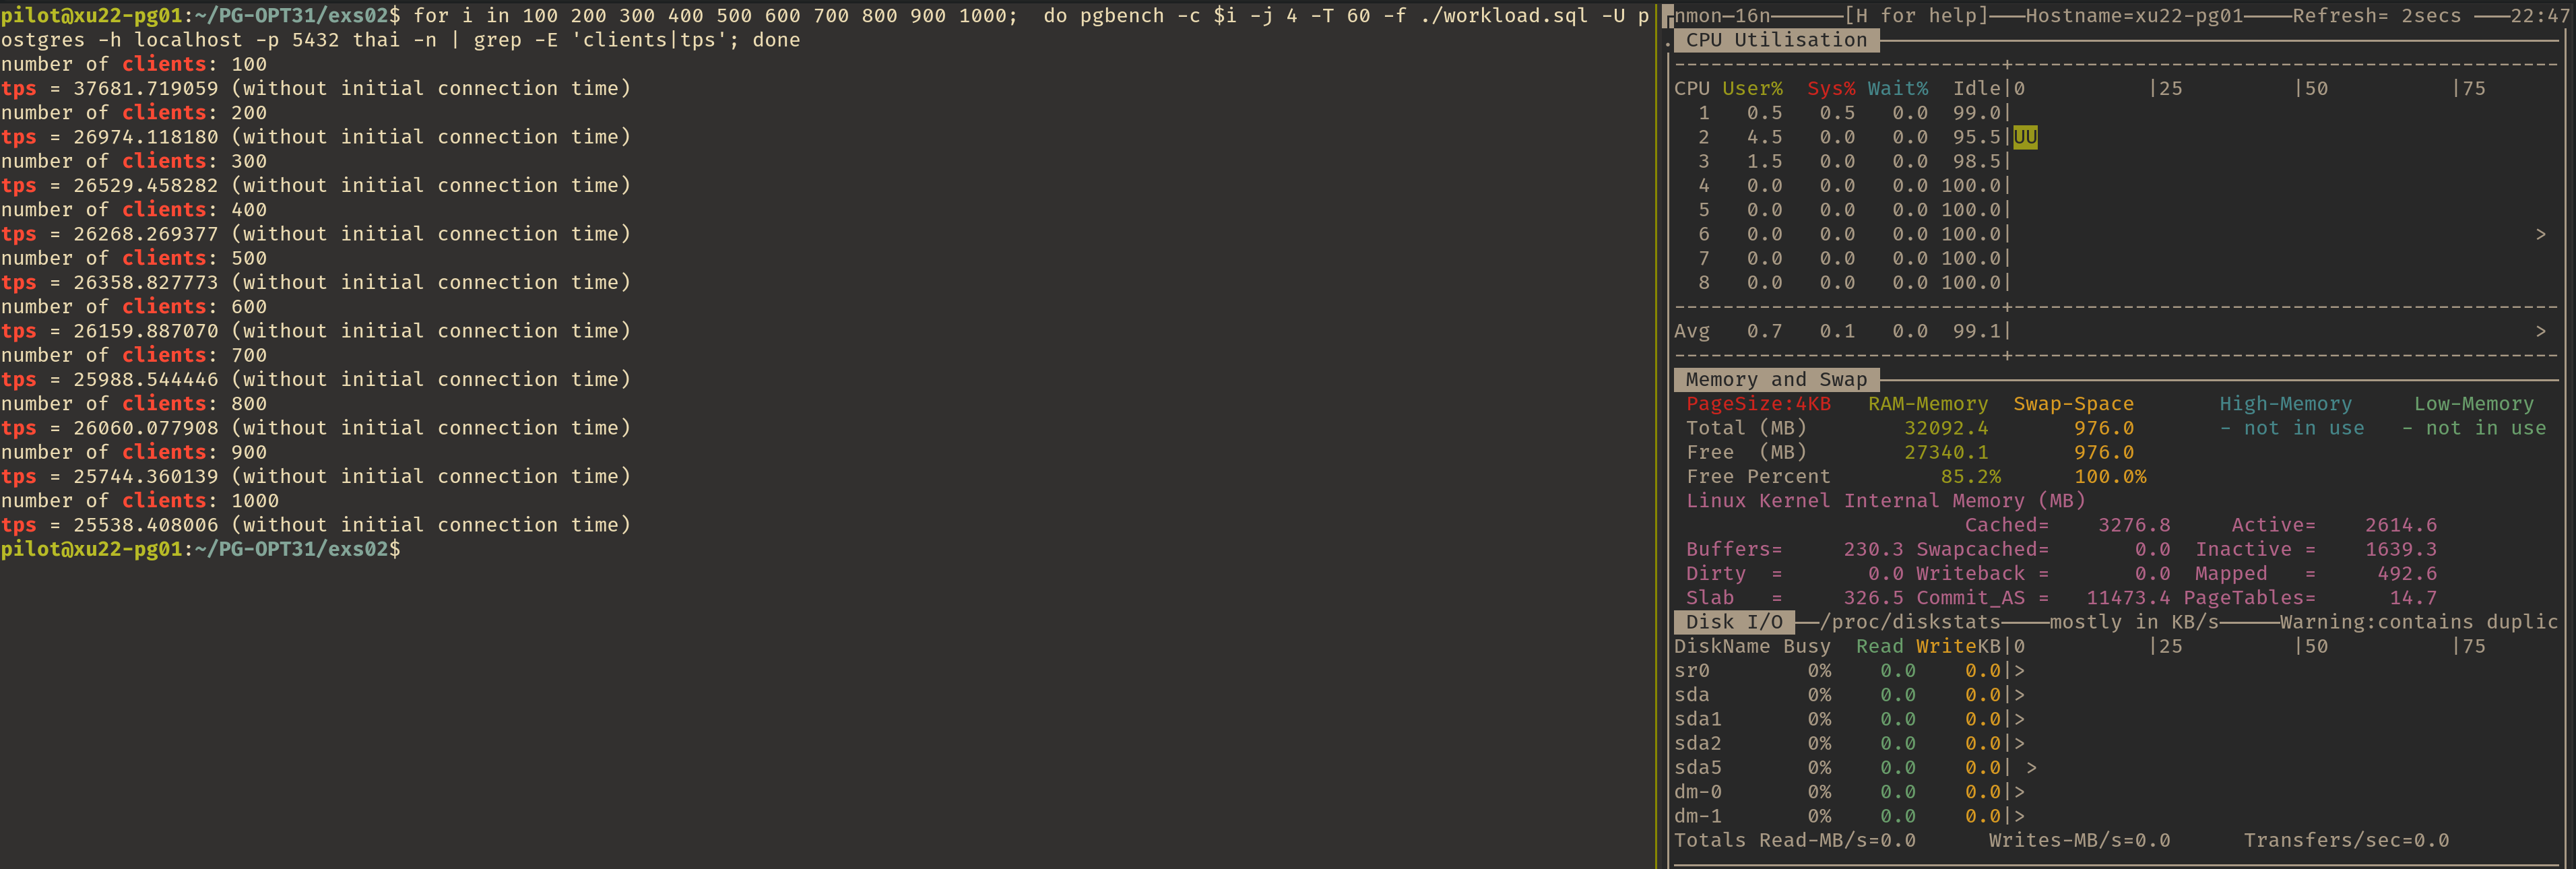 pilot@xu22-pg01:~/PG-OPT31/exs02$ for i in 100 200 300 400 500 600 700 800 900 1000;  do pgbench -c $i -j 4 -T 60 -f ./workload.sql -U p
ostgres -h localhost -p 5432 thai -n | grep -E 'clients|tps'; done
number of clients: 100
tps = 37681.719059 (without initial connection time)
number of clients: 200
tps = 26974.118180 (without initial connection time)
number of clients: 300
tps = 26529.458282 (without initial connection time)
number of clients: 400
tps = 26268.269377 (without initial connection time)
number of clients: 500
tps = 26358.827773 (without initial connection time)
number of clients: 600
tps = 26159.887070 (without initial connection time)
number of clients: 700
tps = 25988.544446 (without initial connection time)
number of clients: 800
tps = 26060.077908 (without initial connection time)
number of clients: 900
tps = 25744.360139 (without initial connection time)
number of clients: 1000
tps = 25538.408006 (without initial connection time)
pilot@xu22-pg01:~/PG-OPT31/exs02$
nmon-16n [H for help] Hostname=xu22-pg01 Refresh= 2secs 22:47
CPU Utilisation
CPU User% Sys% Wait% Idle|0 |25 |50 |75
1 0.5 0.5 0.0 99.0|
2 4.5 0.0 0.0 95.5|UU
3 1.5 0.0 0.0 98.5|
4 0.0 0.0 0.0 100.0|
5 0.0 0.0 0.0 100.0|
6 0.0 0.0 0.0 100.0| >
7 0.0 0.0 0.0 100.0|
8 0.0 0.0 0.0 100.0|
Avg 0.7 0.1 0.0 99.1| >
Memory and Swap
PageSize:4KB RAM-Memory Swap-Space High-Memory Low-Memory
Total (MB) 32092.4 976.0 - not in use - not in use
Free (MB) 27340.1 976.0
Free Percent 85.2% 100.0%
Linux Kernel Internal Memory (MB)
Cached= 3276.8 Active= 2614.6
Buffers= 230.3 Swapcached= 0.0 Inactive = 1639.3
Dirty = 0.0 Writeback = 0.0 Mapped = 492.6
Slab = 326.5 Commit_AS = 11473.4 PageTables= 14.7
Disk I/O /proc/diskstats mostly in KB/s Warning:contains duplic
DiskName Busy Read WriteKB|0 |25 |50 |75
sr0 0% 0.0 0.0|>
sda 0% 0.0 0.0|>
sda1 0% 0.0 0.0|>
sda2 0% 0.0 0.0|>
sda5 0% 0.0 0.0| >
dm-0 0% 0.0 0.0|>
dm-1 0% 0.0 0.0|>
Totals Read-MB/s=0.0 Writes-MB/s=0.0 Transfers/sec=0.0